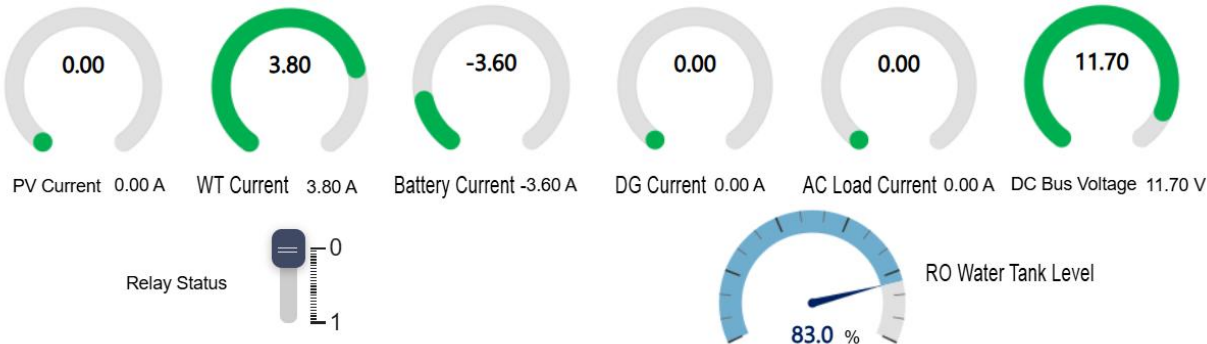 0.00
3.80
-3.60
0.00
0.00
11.70
PV Current 0.00 A
WT Current 3.80 A
Battery Current -3.60 A
DG Current 0.00 A
AC Load Current 0.00 A
DC Bus Voltage 11.70 V
Relay Status
0
1
RO Water Tank Level
83.0 %